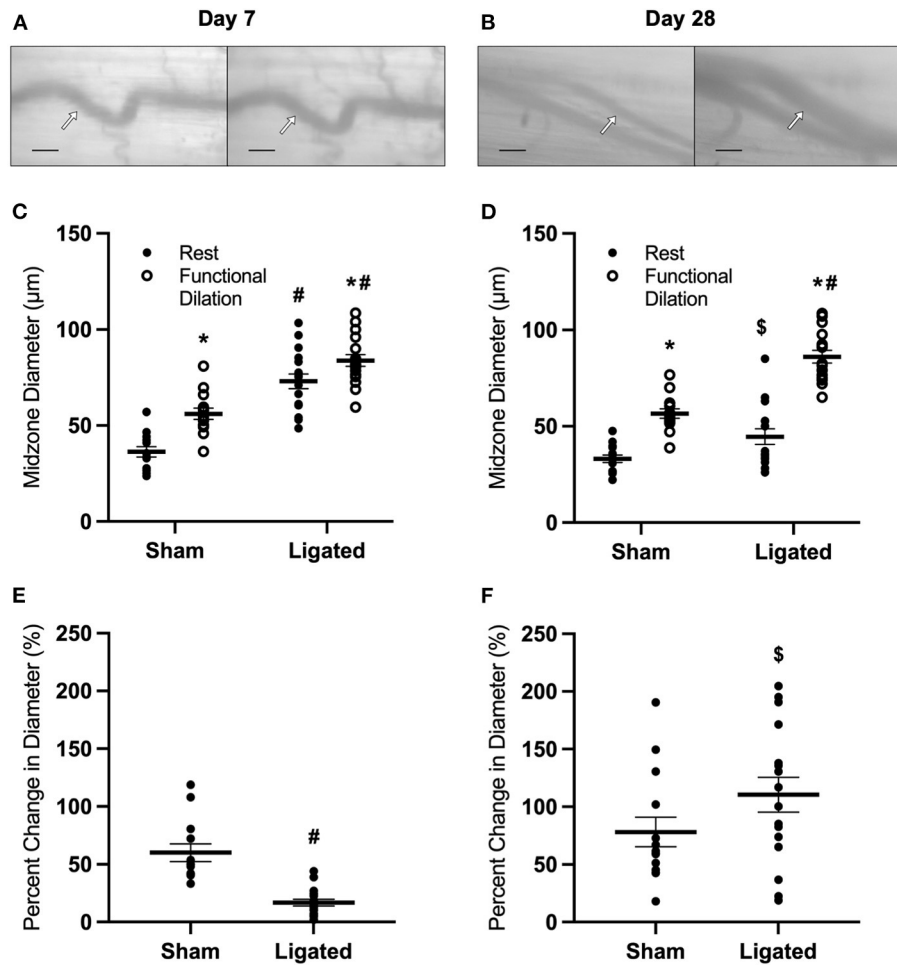 A
Day 7
B
Day 28
C
150
100
50
0
Midzone Diameter (µm)
Rest
Functional
Dilation
*
#
*#
Sham
Ligated
D
150
100
50
0
Midzone Diameter (µm)
Rest
Functional
Dilation
*
$
*#
Sham
Ligated
E
250
200
150
100
50
0
Percent Change in Diameter (%)
#
Sham
Ligated
F
250
200
150
100
50
0
Percent Change in Diameter (%)
$
Sham
Ligated